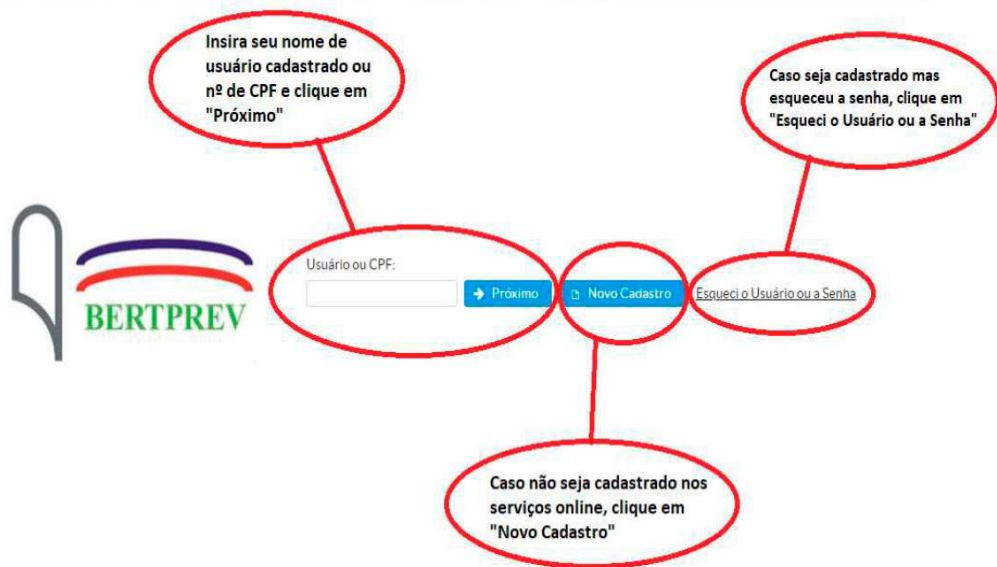 Insira seu nome de
usuário cadastrado ou
nº de CPF e clique em
"Próximo"
Caso seja cadastrado mas
esqueceu a senha, clique em
"Esqueci o Usuário ou a Senha"
BERTPREV
Usuário ou CPF:
Próximo
Novo Cadastro
Esqueci o Usuário ou a Senha
Caso não seja cadastrado nos
serviços online, clique em
"Novo Cadastro"